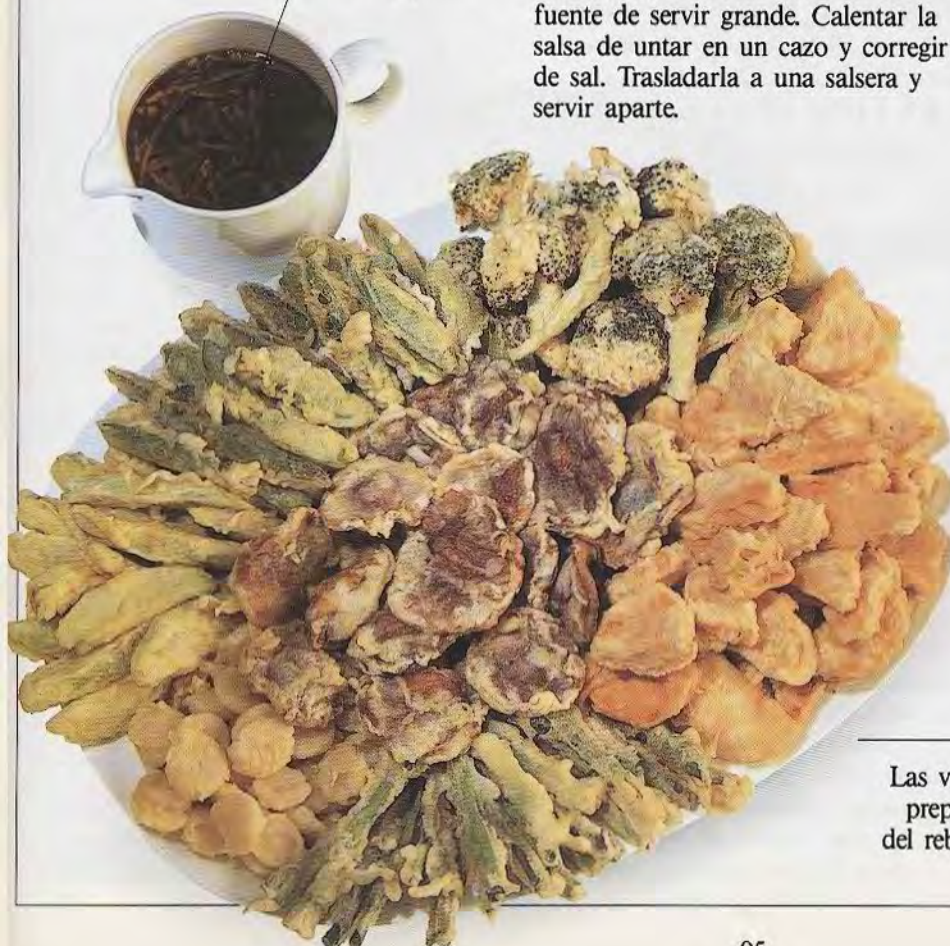 fuente de servir grande. Calentar la
salsa de untar en un cazo y corregir
de sal. Trasladarla a una salsera y
servir aparte.
Las v
prep
del reb
95